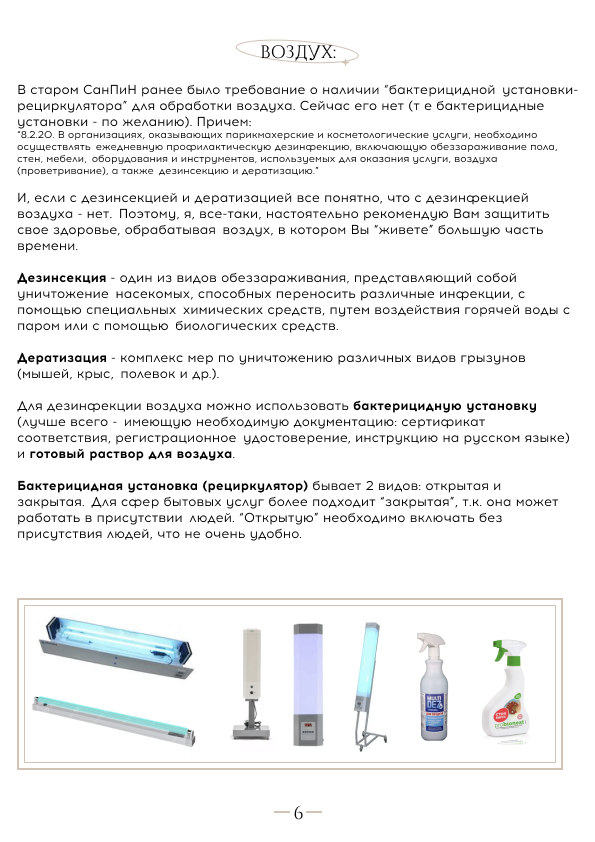 ВОЗДУХ:
В старом СанПиН ранее было требование о наличии "бактерицидной установки-
рециркулятора" для обработки воздуха. Сейчас его нет (т е бактерицидные
установки - по желанию). Причем:
"8.2.20. В организациях, оказывающих парикмахерские и косметологические услуги, необходимо
осуществлять ежедневную профилактическую дезинфекцию, включающую обеззараживание пола,
стен, мебели, оборудования и инструментов, используемых для оказания услуги, воздуха
(проветривание), а также дезинсекцию и дератизацию."
И, если с дезинсекцией и дератизацией все понятно, что с дезинфекцией
воздуха - нет. Поэтому, я, все-таки, настоятельно рекомендую Вам защитить
свое здоровье, обрабатывая воздух, в котором Вы "живете" большую часть
времени.
Дезинсекция - один из видов обеззараживания, представляющий собой
уничтожение насекомых, способных переносить различные инфекции, с
помощью специальных химических средств, путем воздействия горячей воды с
паром или с помощью биологических средств.
Дератизация - комплекс мер по уничтожению различных видов грызунов
(мышей, крыс, полевок и др.).
Для дезинфекции воздуха можно использовать бактерицидную установку
(лучше всего - имеющую необходимую документацию: сертификат
соответствия, регистрационное удостоверение, инструкцию на русском языке)
и готовый раствор для воздуха.
Бактерицидная установка (рециркулятор) бывает 2 видов: открытая и
закрытая. Для сфер бытовых услуг более подходит "закрытая", т.к. она может
работать в присутствии людей. "Открытую" необходимо включать без
присутствия людей, что не очень удобно.
MULTI
DEZ
6